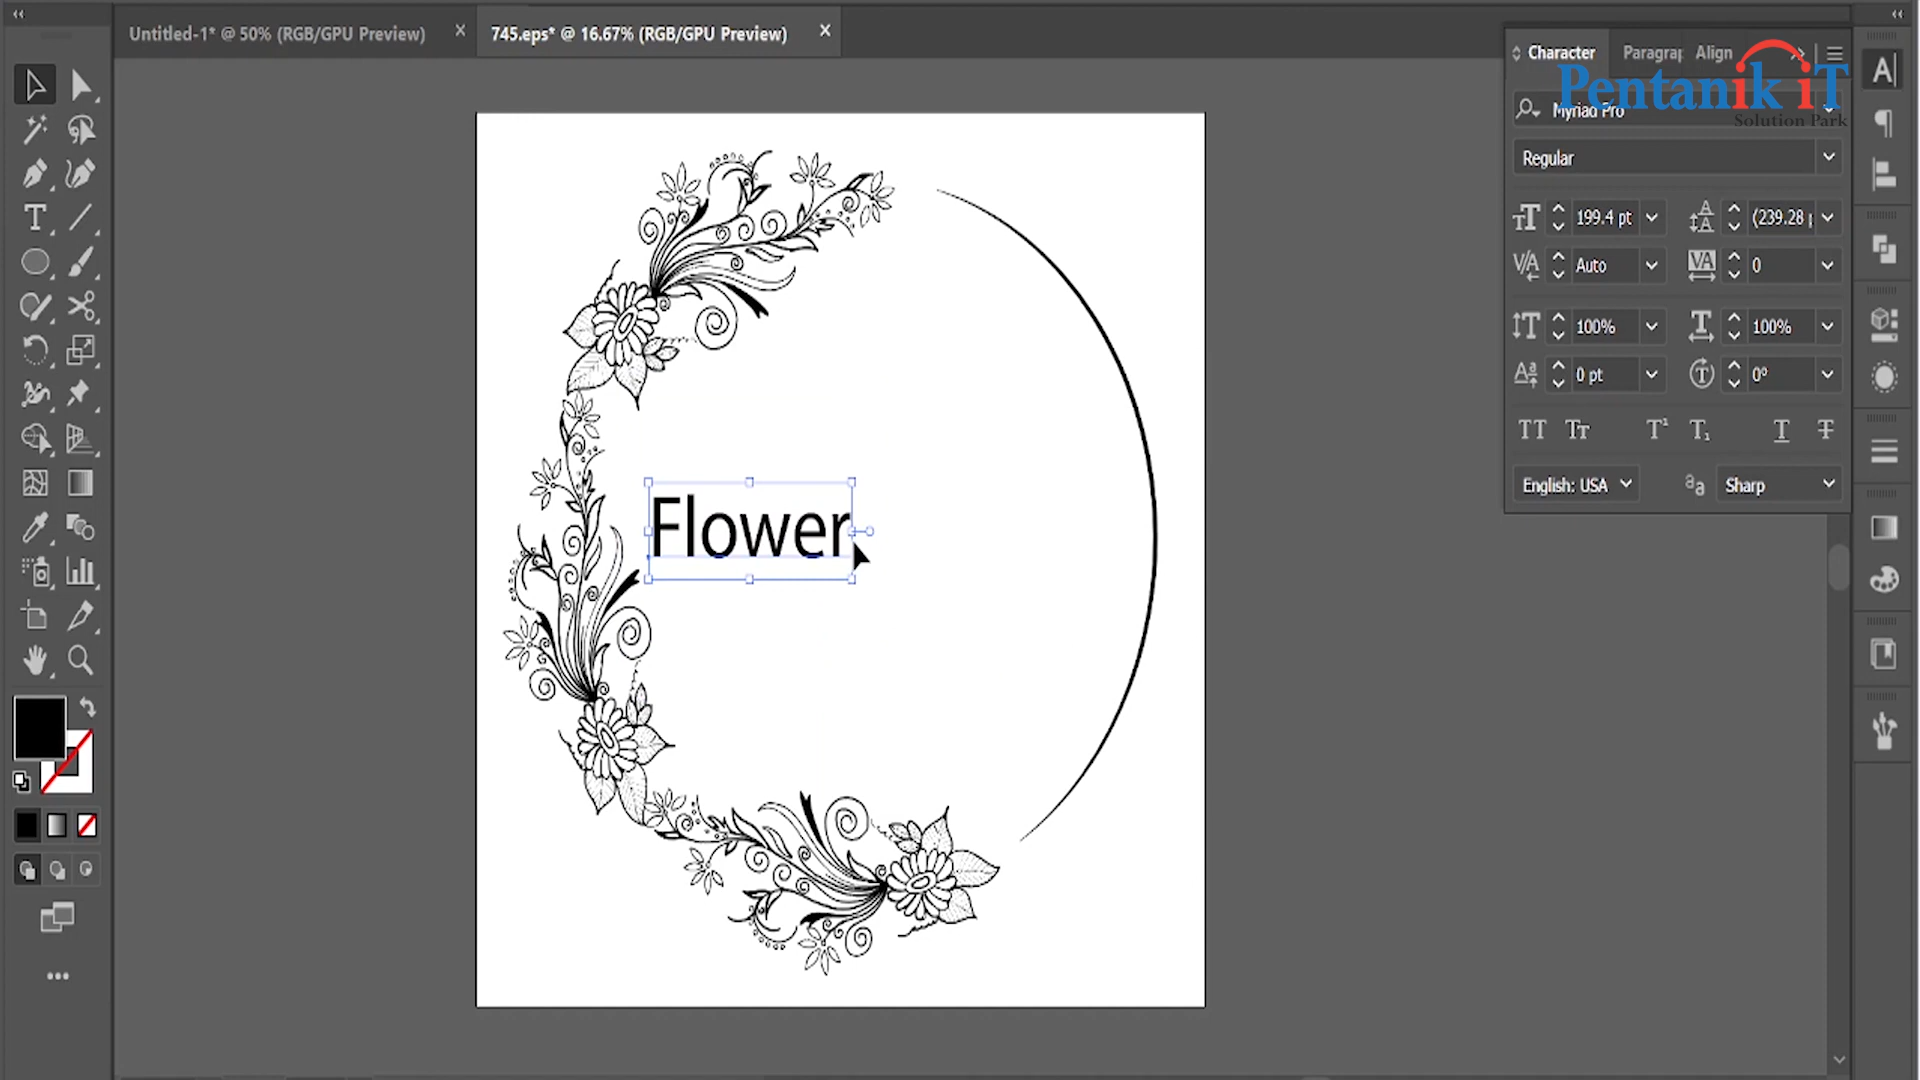 Untitled-1* @ 50% (RGB/GPU Preview)
745.eps* @ 16.67% (RGB/GPU Preview)
Character
Paragrap
Align
Pentanik iT
Solution Park
Myriad Pro
Regular
199.4 pt
(239.28 p
Auto
0
100%
100%
0 pt
0°
English: USA
Sharp
Flower